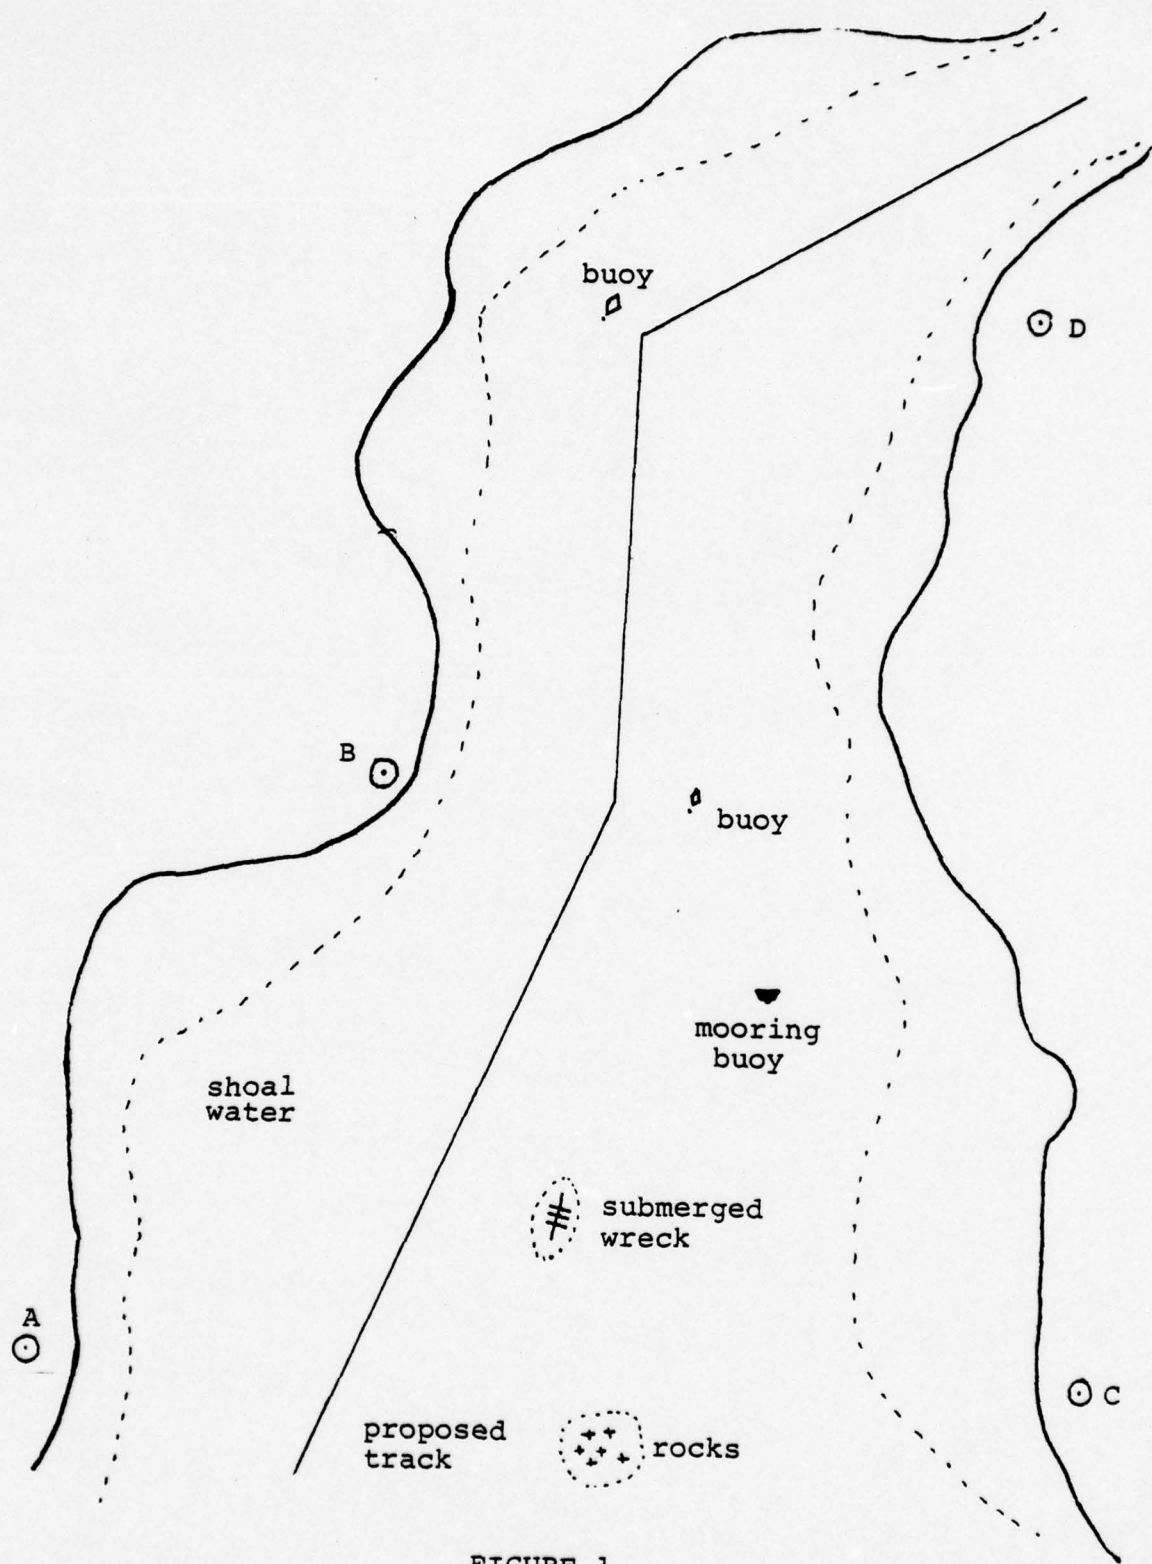 buoy
D
B
buoy
mooring
buoy
shoal
water
submerged
wreck
A
C
proposed
track
rocks
FIGURE 1